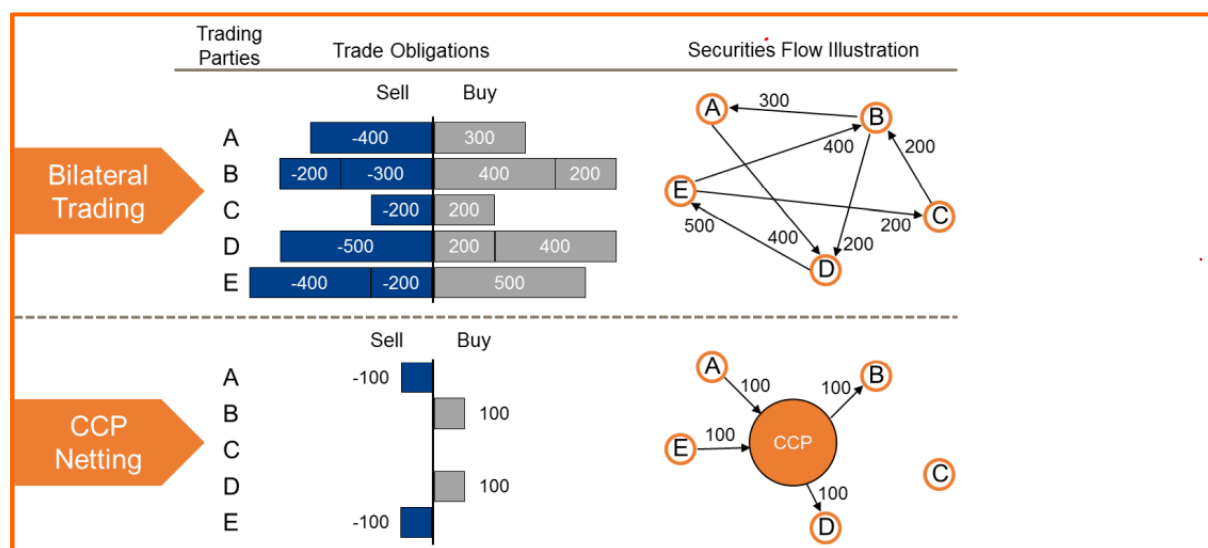 Trading Parties
Trade Obligations
Securities Flow Illustration
Bilateral Trading
Sell Buy
A -400 300
B -200 -300 400 200
C -200 200
D -500 200 400
E -400 -200 500
A
300
B
400
200
E
C
500
400
200
200
D
CCP Netting
Sell Buy
A -100
B 100
C
D 100
E -100
A
100
100
B
E
100
CCP
C
100
D